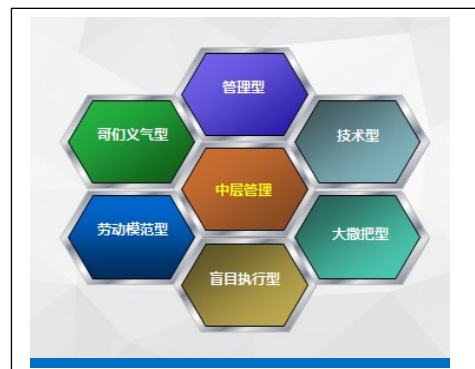 管理型
哥们义气型
技术型
中层管理
劳动模范型
大撒把型
盲目执行型